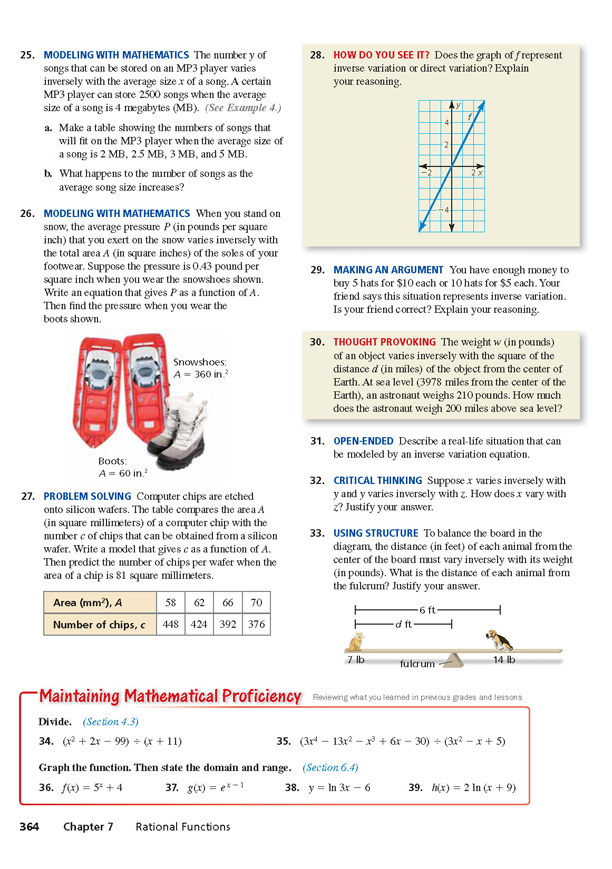 25. MODELING WITH MATHEMATICS The number y of
songs that can be stored on an MP3 player varies
inversely with the average size x of a song. A certain
MP3 player can store 2500 songs when the average
size of a song is 4 megabytes (MB). (See Example 4.)
a. Make a table showing the numbers of songs that
will fit on the MP3 player when the average size of
a song is 2 MB, 2.5 MB, 3 MB, and 5 MB.
b. What happens to the number of songs as the
average song size increases?
26. MODELING WITH MATHEMATICS When you stand on
snow, the average pressure P (in pounds per square
inch) that you exert on the snow varies inversely with
the total area A (in square inches) of the soles of your
footwear. Suppose the pressure is 0.43 pound per
square inch when you wear the snowshoes shown.
Write an equation that gives P as a function of A.
Then find the pressure when you wear the
boots shown.
Snowshoes:
A = 360 in.²
Boots:
A = 60 in.²
27. PROBLEM SOLVING Computer chips are etched
onto silicon wafers. The table compares the area A
(in square millimeters) of a computer chip with the
number c of chips that can be obtained from a silicon
wafer. Write a model that gives c as a function of A.
Then predict the number of chips per wafer when the
area of a chip is 81 square millimeters.
Area (mm²), A 58 62 66 70
Number of chips, c 448 424 392 376
28. HOW DO YOU SEE IT? Does the graph of f represent
inverse variation or direct variation? Explain
your reasoning.
y
4
f
2
−2 2 x
−4
29. MAKING AN ARGUMENT You have enough money to
buy 5 hats for $10 each or 10 hats for $5 each. Your
friend says this situation represents inverse variation.
Is your friend correct? Explain your reasoning.
30. THOUGHT PROVOKING The weight w (in pounds)
of an object varies inversely with the square of the
distance d (in miles) of the object from the center of
Earth. At sea level (3978 miles from the center of the
Earth), an astronaut weighs 210 pounds. How much
does the astronaut weigh 200 miles above sea level?
31. OPEN-ENDED Describe a real-life situation that can
be modeled by an inverse variation equation.
32. CRITICAL THINKING Suppose x varies inversely with
y and y varies inversely with z. How does x vary with
z? Justify your answer.
33. USING STRUCTURE To balance the board in the
diagram, the distance (in feet) of each animal from the
center of the board must vary inversely with its weight
(in pounds). What is the distance of each animal from
the fulcrum? Justify your answer.
6 ft
d ft
7 lb fulcrum 14 lb
Maintaining Mathematical Proficiency Reviewing what you learned in previous grades and lessons
Divide. (Section 4.3)
34. (x² + 2x − 99) ÷ (x + 11) 35. (3x⁴ − 13x² − x³ + 6x − 30) ÷ (3x² − x + 5)
Graph the function. Then state the domain and range. (Section 6.4)
36. f(x) = 5ˣ + 4 37. g(x) = eˣ⁻¹ 38. y = ln 3x − 6 39. h(x) = 2 ln (x + 9)
364 Chapter 7 Rational Functions